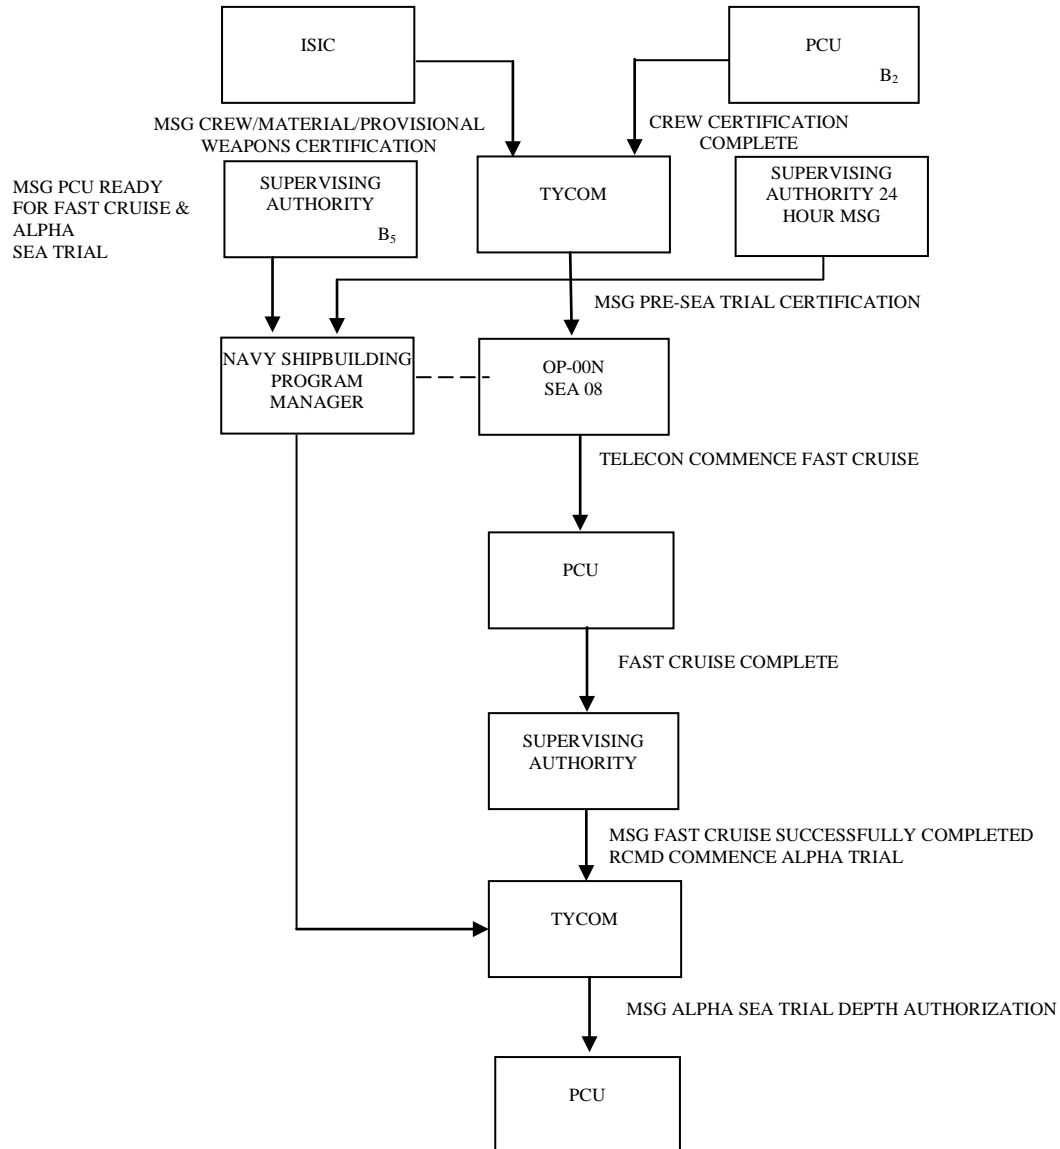 ISIC
PCU
B₂
MSG CREW/MATERIAL/PROVISIONAL
WEAPONS CERTIFICATION
CREW CERTIFICATION
COMPLETE
MSG PCU READY
FOR FAST CRUISE &
ALPHA
SEA TRIAL
SUPERVISING
AUTHORITY
B₅
TYCOM
SUPERVISING
AUTHORITY 24
HOUR MSG
MSG PRE-SEA TRIAL CERTIFICATION
NAVY SHIPBUILDING
PROGRAM
MANAGER
OP-00N
SEA 08
TELECON COMMENCE FAST CRUISE
PCU
FAST CRUISE COMPLETE
SUPERVISING
AUTHORITY
MSG FAST CRUISE SUCCESSFULLY COMPLETED
RCMD COMMENCE ALPHA TRIAL
TYCOM
MSG ALPHA SEA TRIAL DEPTH AUTHORIZATION
PCU